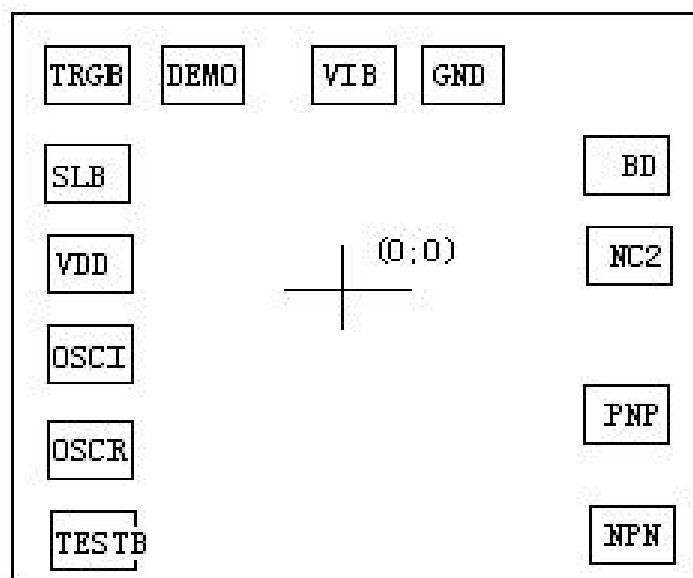 TRGB DEMO VIB GND
SLB BD
(0;0)
VDD NC2
OSCI
PNP
OSCR
TESTB NPN